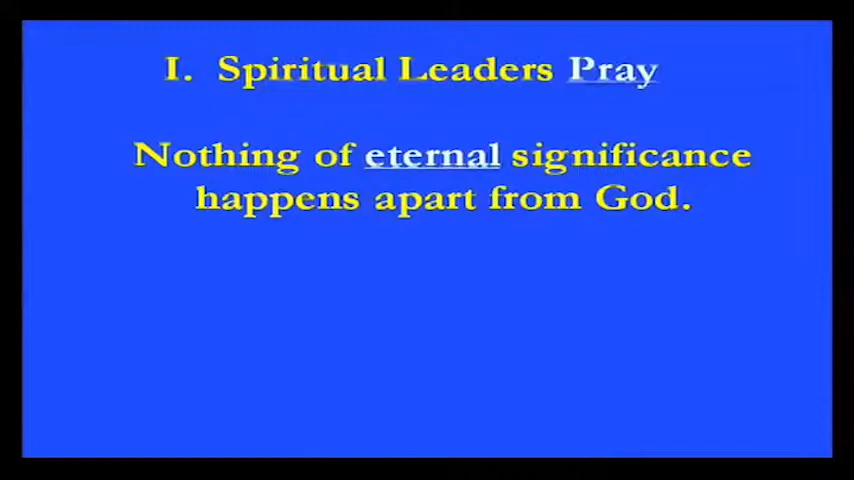 I. Spiritual Leaders Pray
Nothing of eternal significance
happens apart from God.